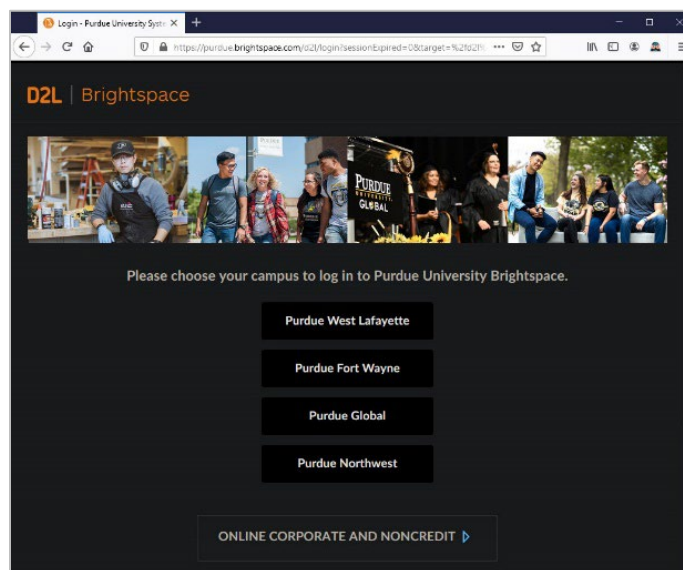 Login - Purdue University Syste
https://purdue.brightspace.com/d2l/login?sessionExpired=0&target=%2fd2l%
D2L | Brightspace
PURDUE
UNIVERSITY
GLOBAL
Please choose your campus to log in to Purdue University Brightspace.
Purdue West Lafayette
Purdue Fort Wayne
Purdue Global
Purdue Northwest
ONLINE CORPORATE AND NONCREDIT